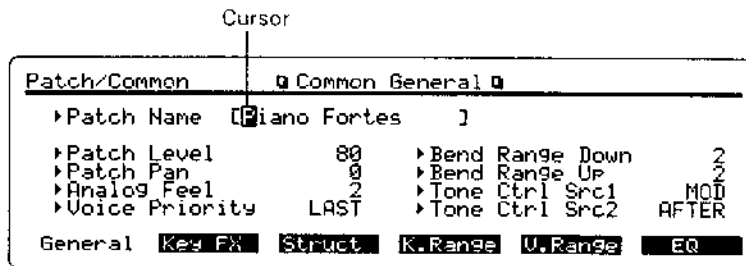 Cursor
Patch/Common Common General
Patch Name [Piano Fortes ]
Patch Level 80 Bend Range Down 2
Patch Pan 0 Bend Range Up 2
Analog Feel 2 Tone Ctrl Src1 MOD
Voice Priority LAST Tone Ctrl Src2 AFTER
General Key FX Struct K.Range V.Range EQ